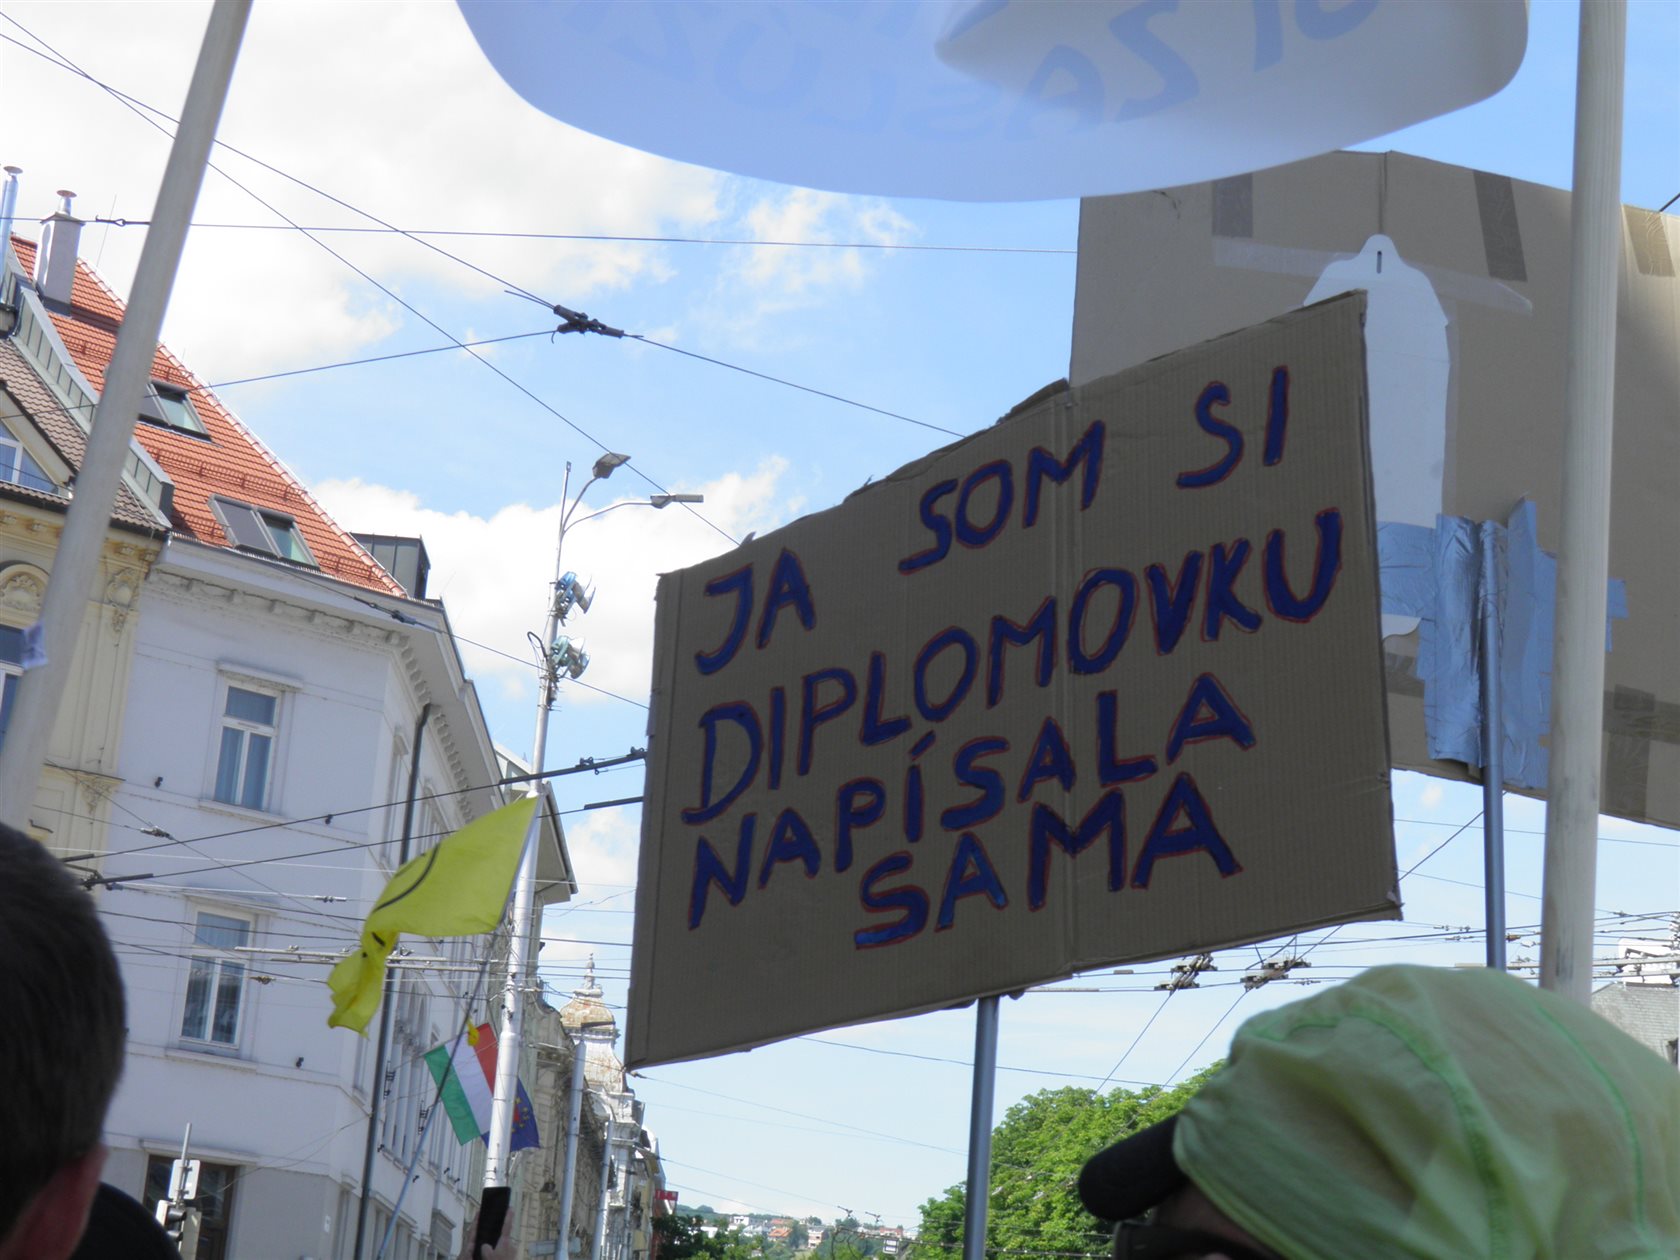 JA SOM SI
DIPLOMOVKU
NAPÍSALA
SAMA